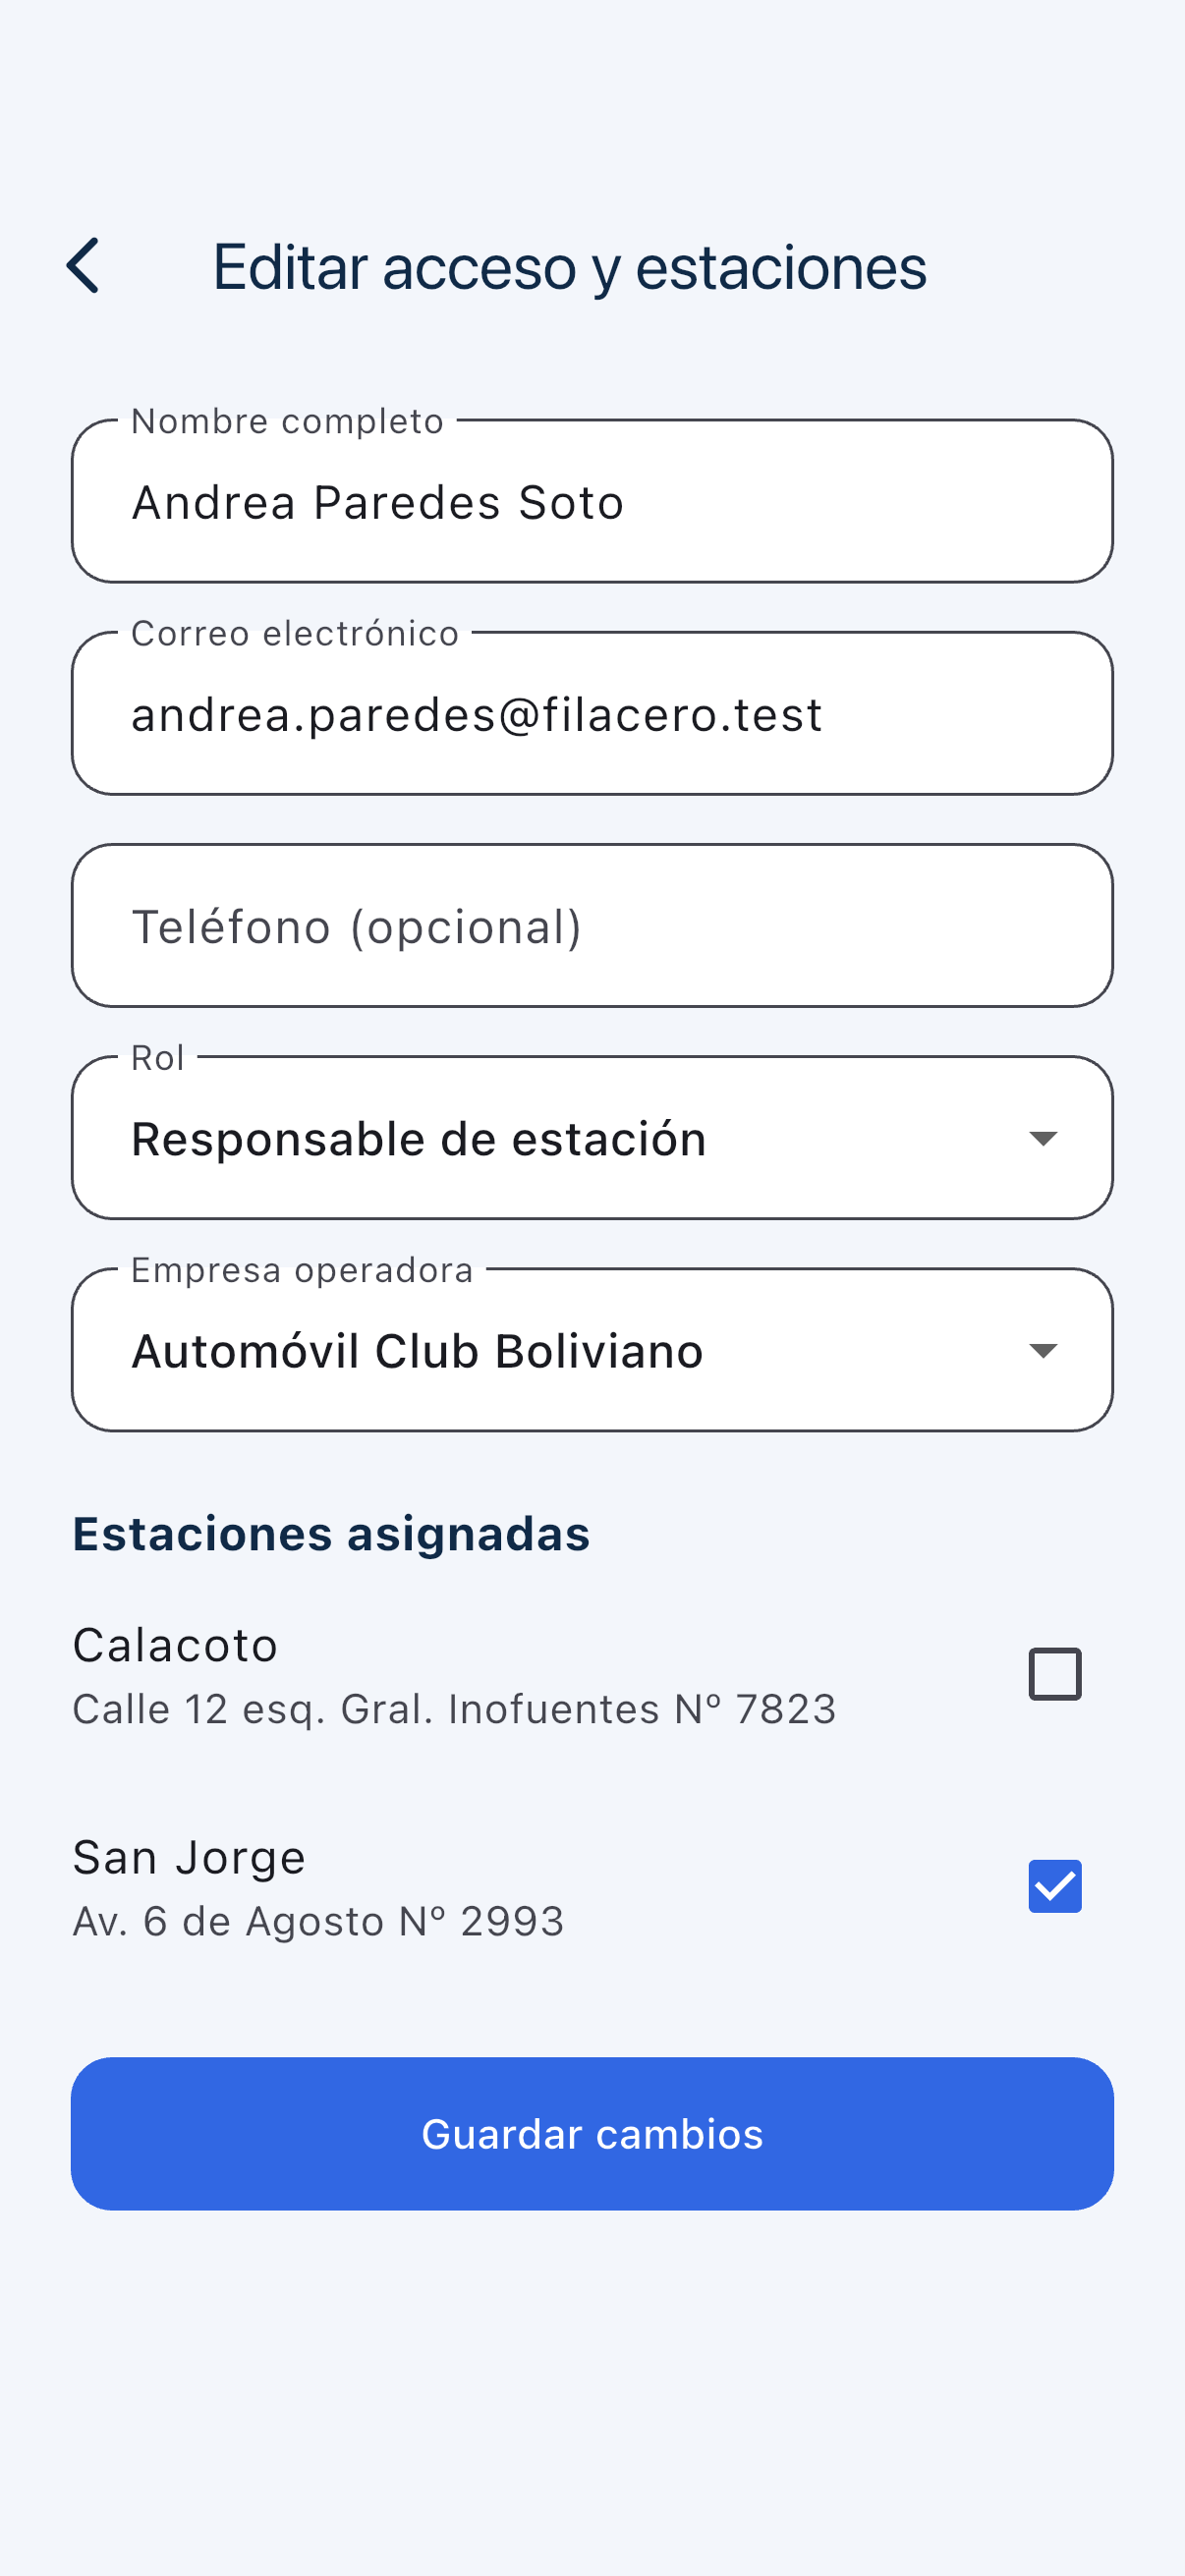 Editar acceso y estaciones
Nombre completo
Andrea Paredes Soto
Correo electrónico
andrea.paredes@filacero.test
Teléfono (opcional)
Rol
Responsable de estación
Empresa operadora
Automóvil Club Boliviano
Estaciones asignadas
Calacoto
Calle 12 esq. Gral. Inofuentes Nº 7823
San Jorge
Av. 6 de Agosto Nº 2993
Guardar cambios